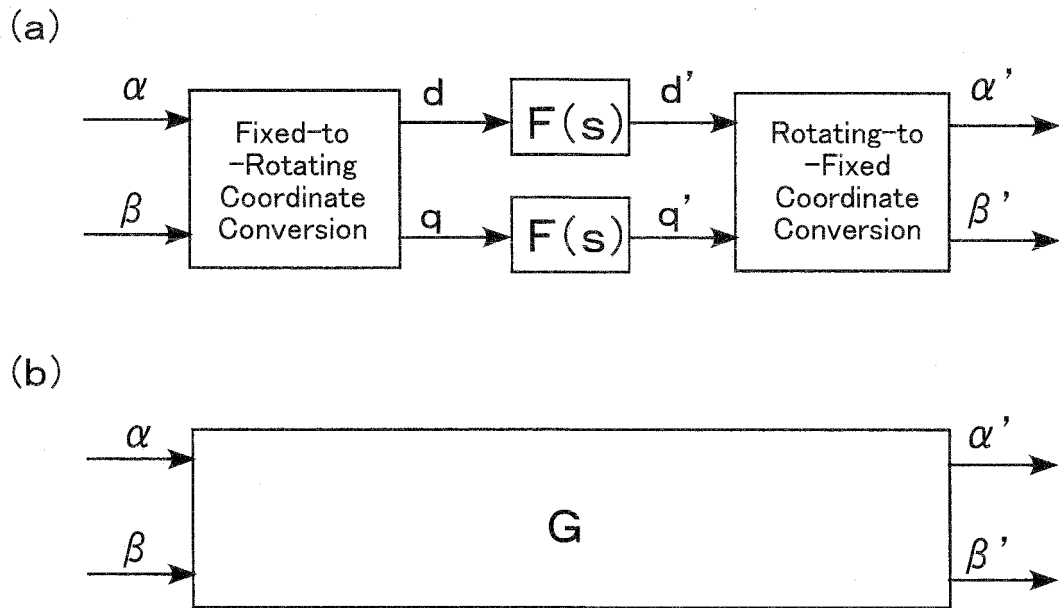 (a)
α
β
Fixed-to
-Rotating
Coordinate
Conversion
d
q
F(s)
F(s)
d'
q'
Rotating-to
-Fixed
Coordinate
Conversion
α'
β'
(b)
α
β
G
α'
β'